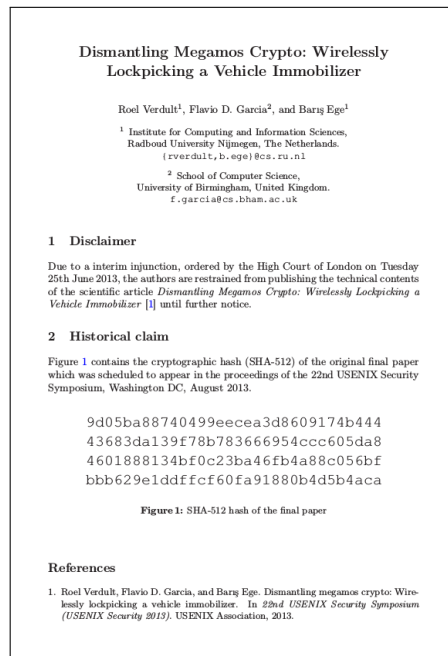 Dismantling Megamos Crypto: Wirelessly
Lockpicking a Vehicle Immobilizer
Roel Verdult1, Flavio D. Garcia2, and Barış Ege1
1 Institute for Computing and Information Sciences,
Radboud University Nijmegen, The Netherlands.
{rverdult,b.ege}@cs.ru.nl
2 School of Computer Science,
University of Birmingham, United Kingdom.
f.garcia@cs.bham.ac.uk
1 Disclaimer
Due to a interim injunction, ordered by the High Court of London on Tuesday
25th June 2013, the authors are restrained from publishing the technical contents
of the scientific article Dismantling Megamos Crypto: Wirelessly Lockpicking a
Vehicle Immobilizer [1] until further notice.
2 Historical claim
Figure 1 contains the cryptographic hash (SHA-512) of the original final paper
which was scheduled to appear in the proceedings of the 22nd USENIX Security
Symposium, Washington DC, August 2013.
9d05ba88740499eecea3d8609174b444
43683da139f78b783666954ccc605da8
4601888134bf0c23ba46fb4a88c056bf
bbb629e1ddffcf60fa91880b4d5b4aca
Figure 1: SHA-512 hash of the final paper
References
1. Roel Verdult, Flavio D. Garcia, and Barış Ege. Dismantling megamos crypto: Wire-
lessly lockpicking a vehicle immobilizer. In 22nd USENIX Security Symposium
(USENIX Security 2013). USENIX Association, 2013.